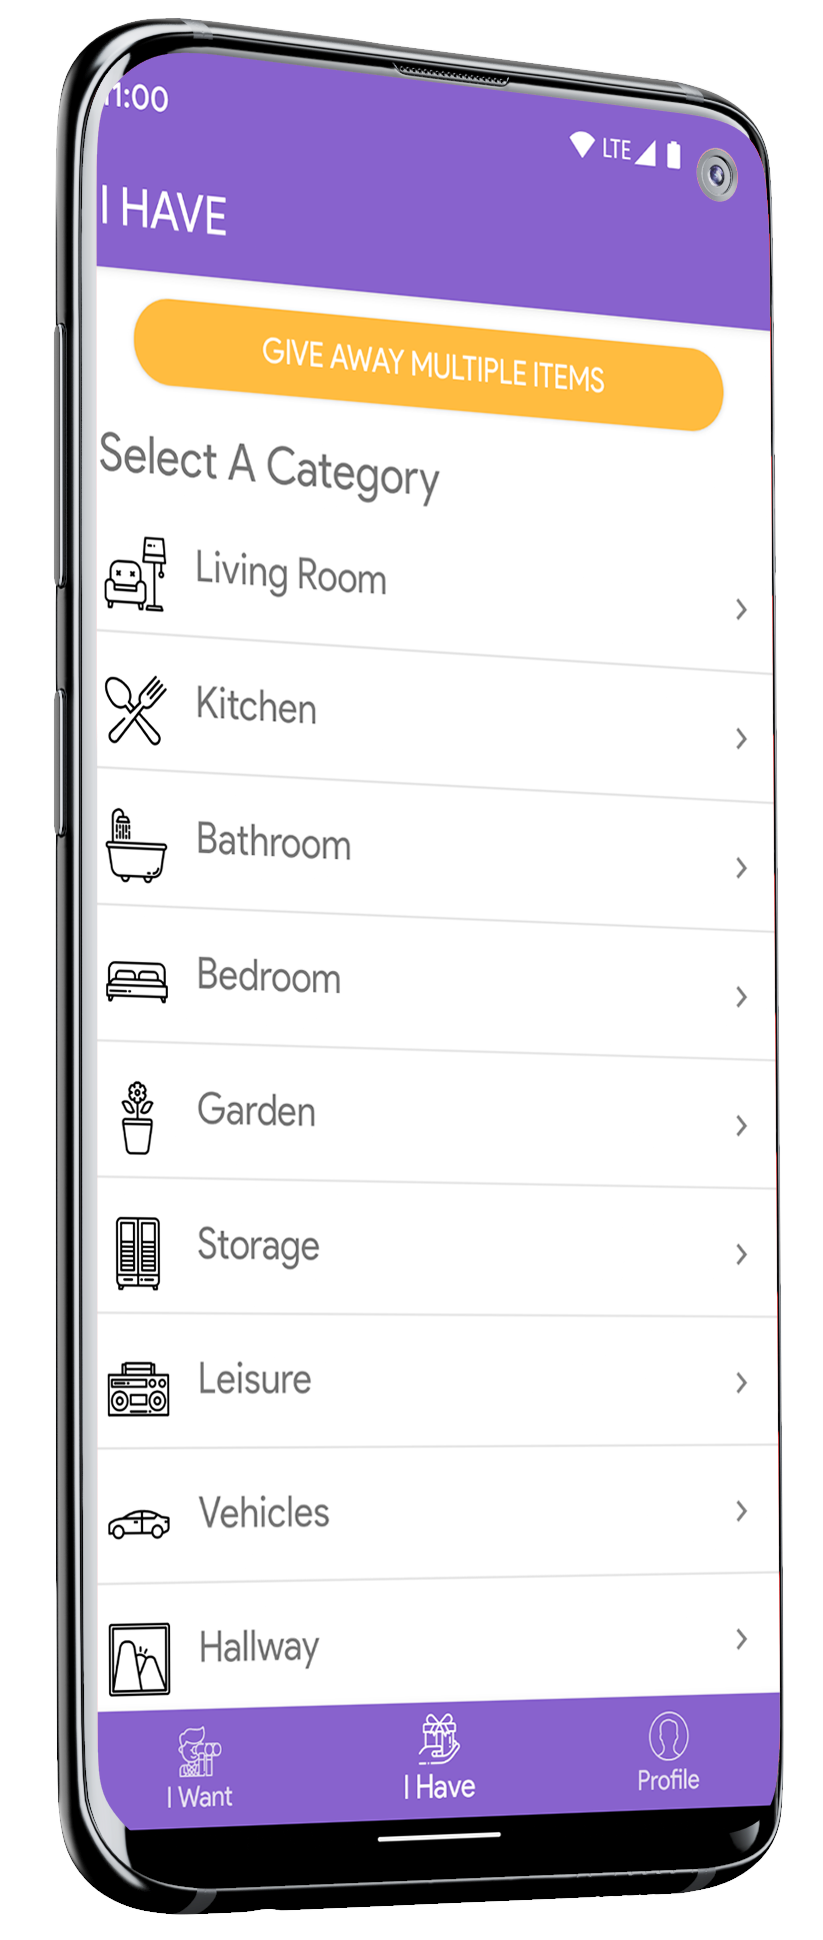 11:00
LTE
I HAVE
GIVE AWAY MULTIPLE ITEMS
Select A Category
Living Room
Kitchen
Bathroom
Bedroom
Garden
Storage
Leisure
Vehicles
Hallway
I Want
I Have
Profile